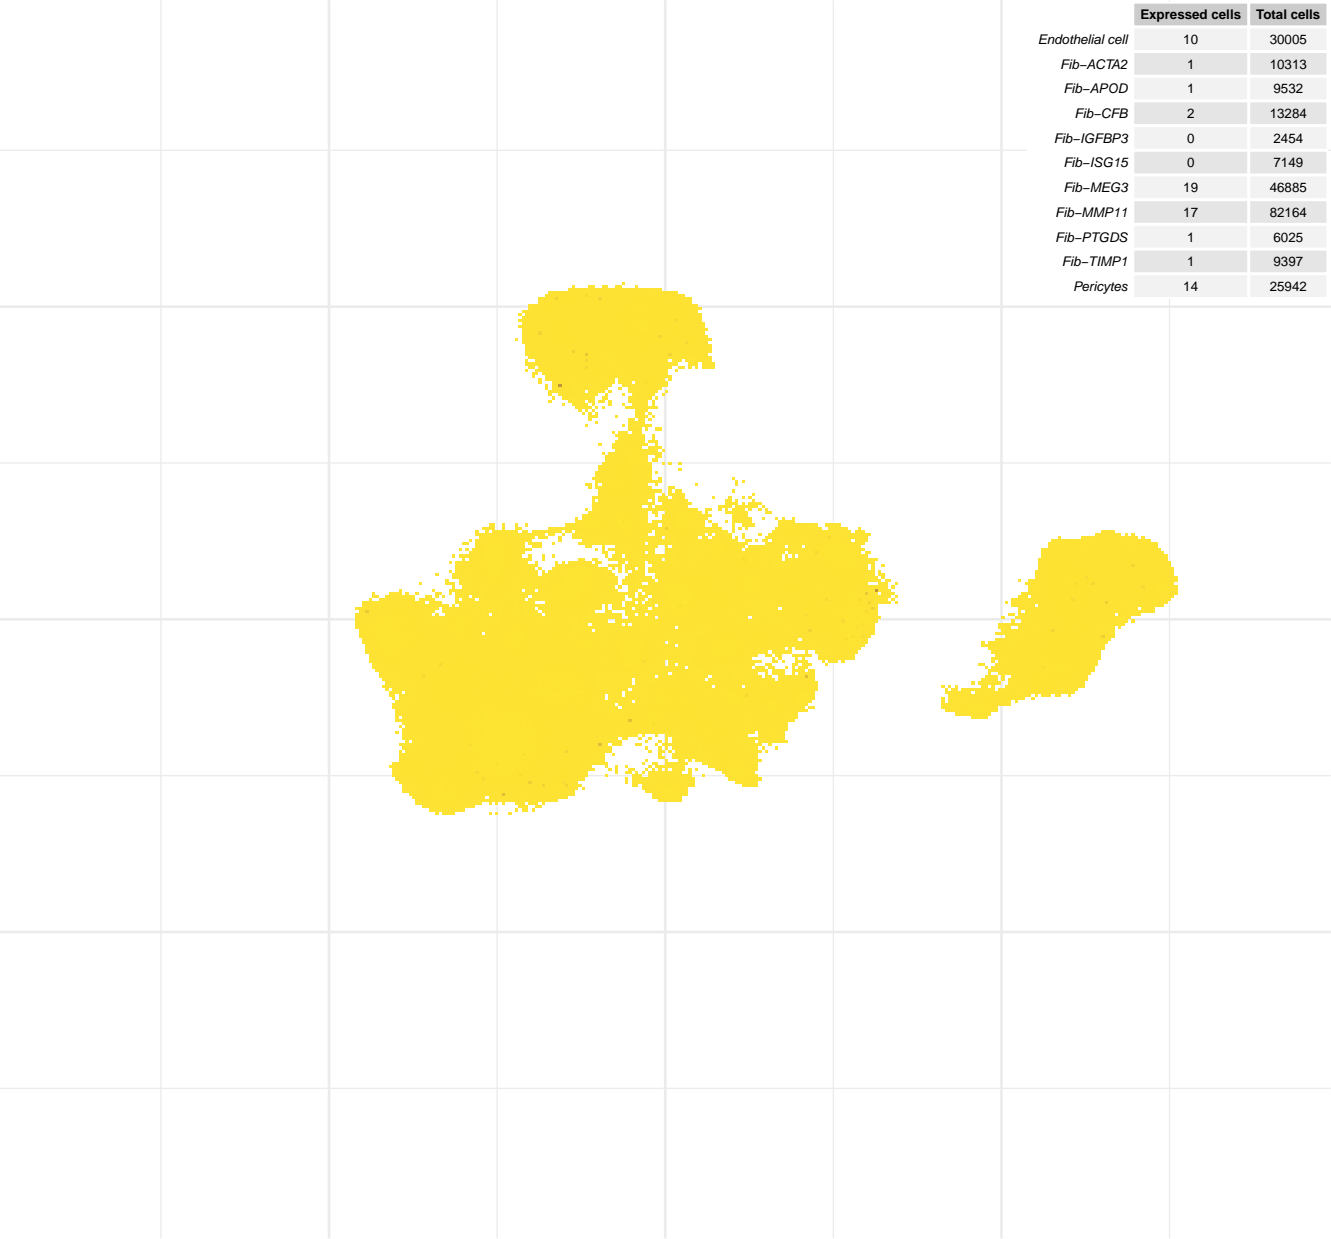 Expressed cells Total cells
Endothelial cell 10 30005
Fib−ACTA2 1 10313
Fib−APOD 1 9532
Fib−CFB 2 13284
Fib−IGFBP3 0 2454
Fib−ISG15 0 7149
Fib−MEG3 19 46885
Fib−MMP11 17 82164
Fib−PTGDS 1 6025
Fib−TIMP1 1 9397
Pericytes 14 25942